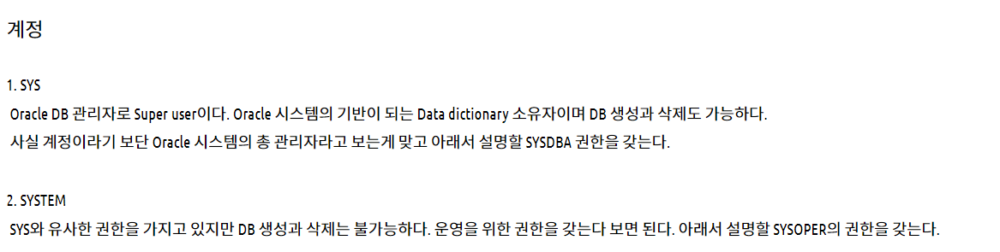 계정
1. SYS
Oracle DB 관리자로 Super user이다. Oracle 시스템의 기반이 되는 Data dictionary 소유자이며 DB 생성과 삭제도 가능하다.
사실 계정이라기 보단 Oracle 시스템의 총 관리자라고 보는게 맞고 아래서 설명할 SYSDBA 권한을 갖는다.
2. SYSTEM
SYS와 유사한 권한을 가지고 있지만 DB 생성과 삭제는 불가능하다. 운영을 위한 권한을 갖는다 보면 된다. 아래서 설명할 SYSOPER의 권한을 갖는다.